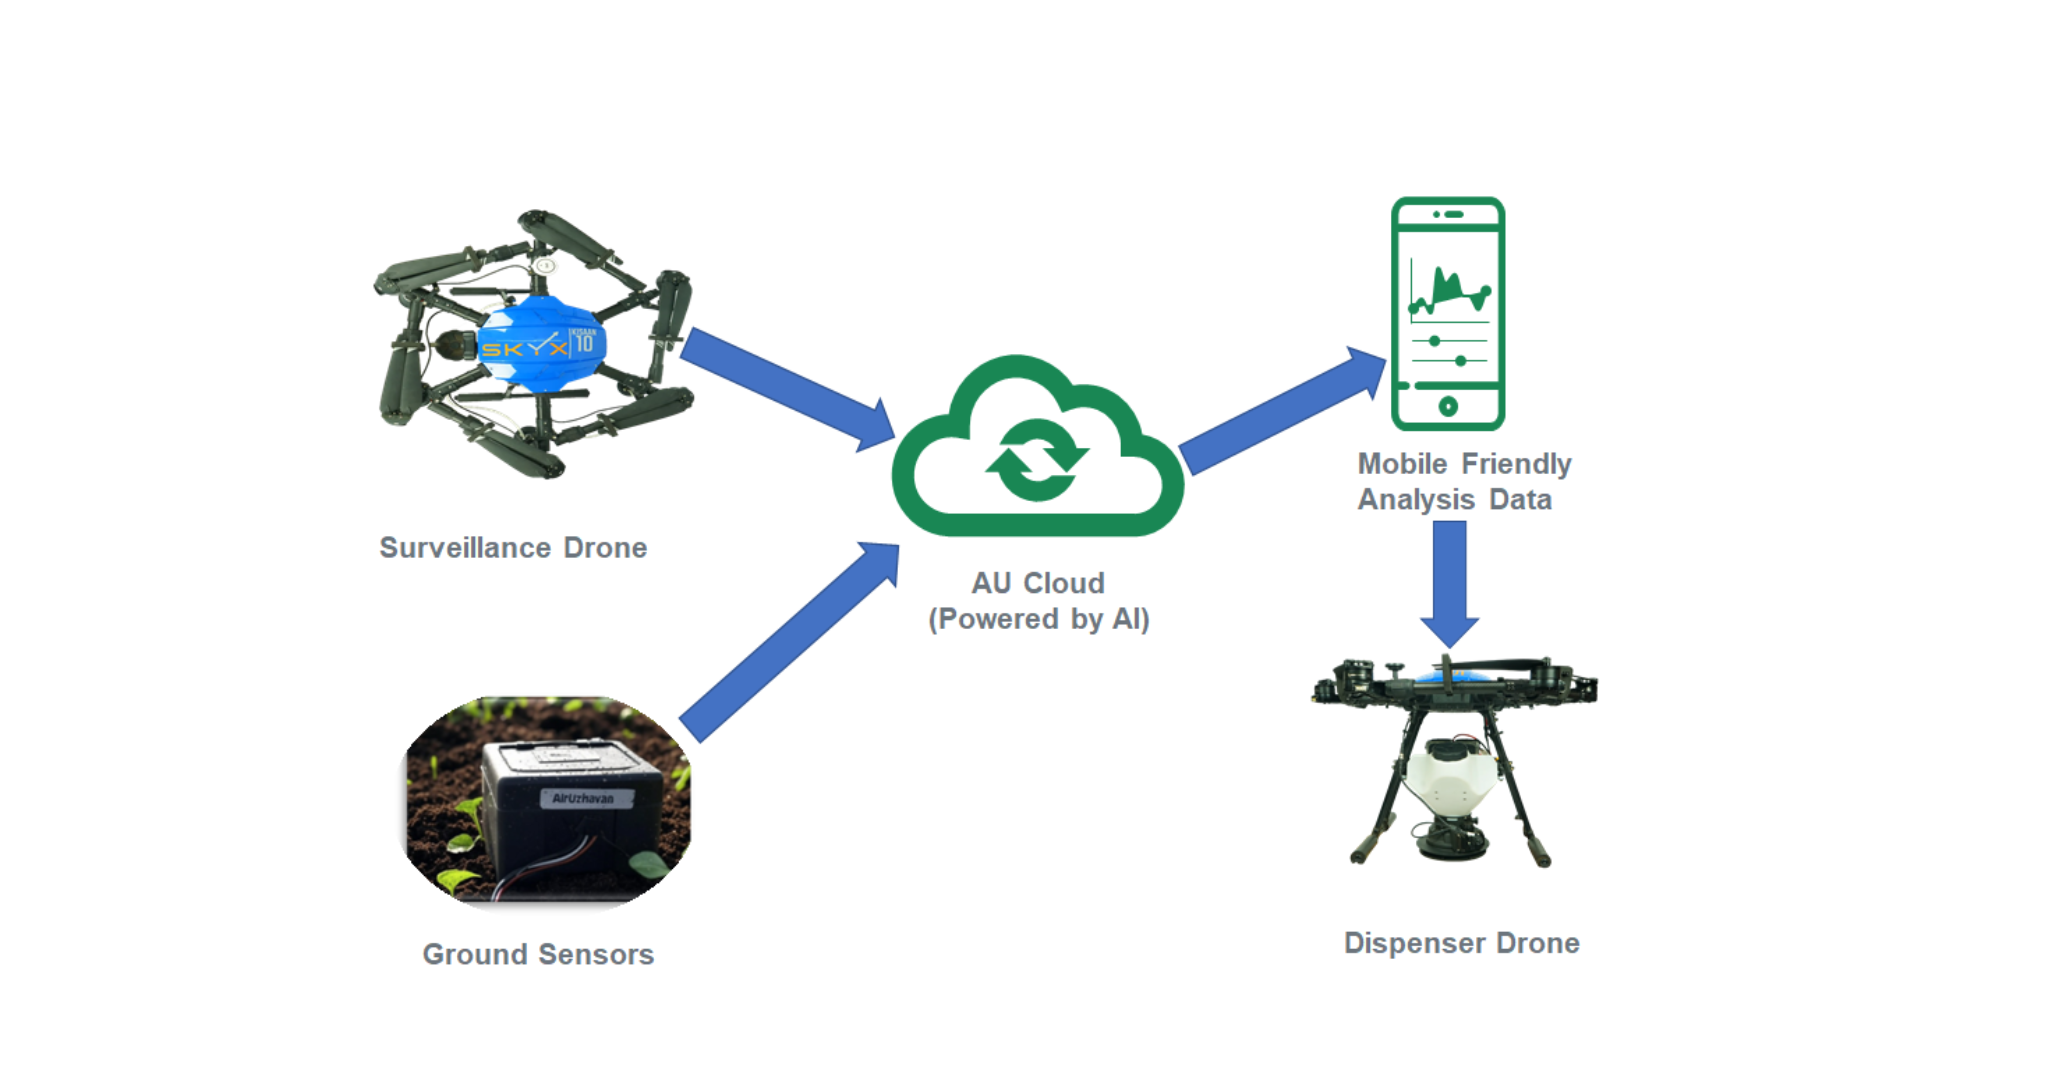 SKYX
KISAAN
10
Surveillance Drone
AirUzhavan
Ground Sensors
AU Cloud
(Powered by AI)
Mobile Friendly
Analysis Data
Dispenser Drone